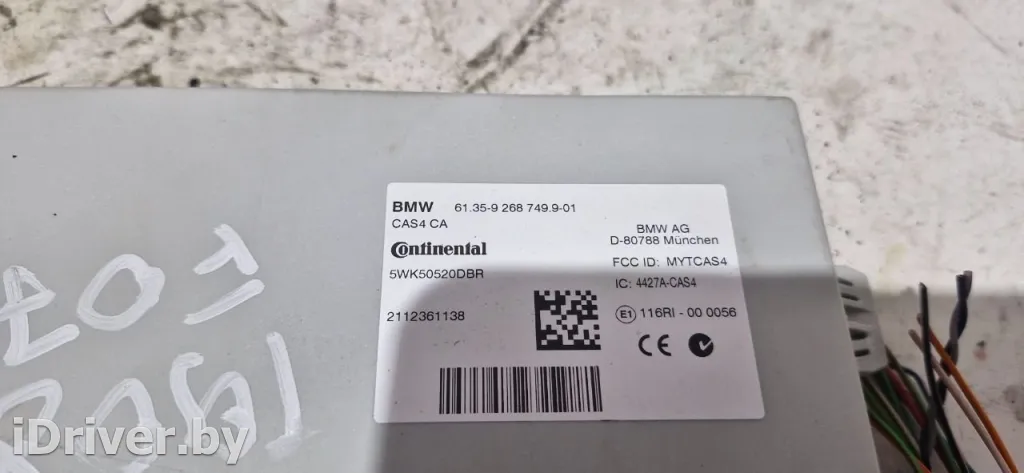 BMW 61.35-9 268 749.9-01
CAS4 CA
Continental
5WK50520DBR
2112361138
BMW AG
D-80788 München
FCC ID: MYTCAS4
IC: 4427A-CAS4
E1 116RI - 00 0056
CE
iDriver.by